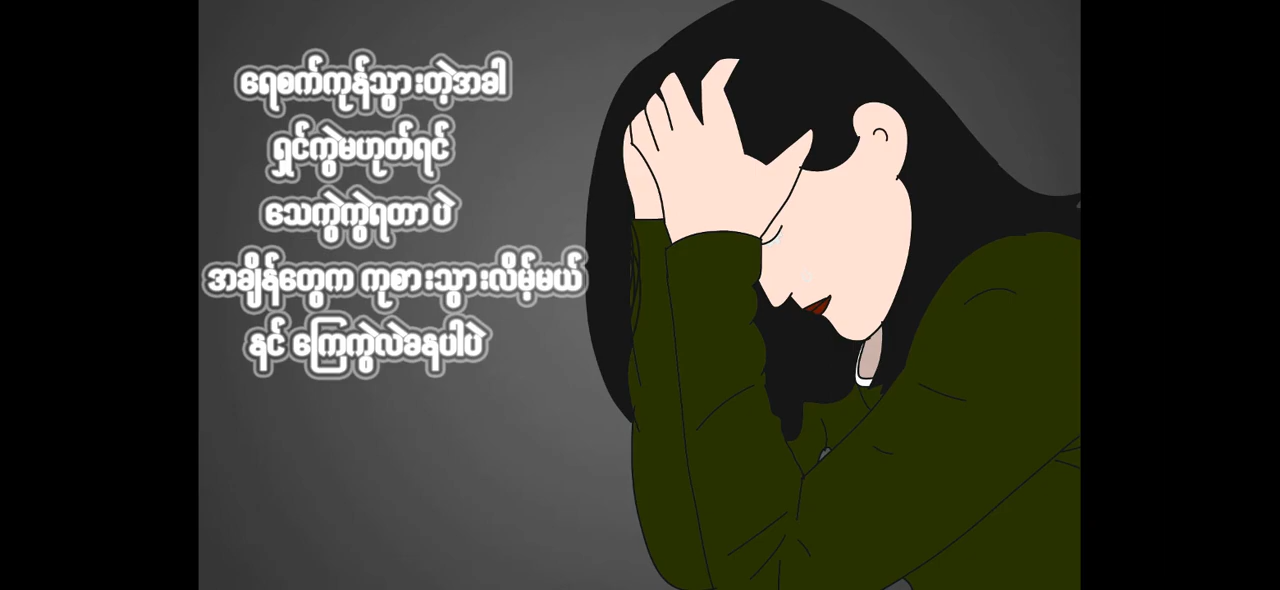 ရေစက်ကုန်သွားတဲ့အခါ
ရှင်ကွဲမဟုတ်ရင်
သေကွဲကွဲရတာပဲ
အချိန်တွေက ကုစားသွားလိမ့်မယ်
နင် ကြေကွဲလဲခနပါပဲ